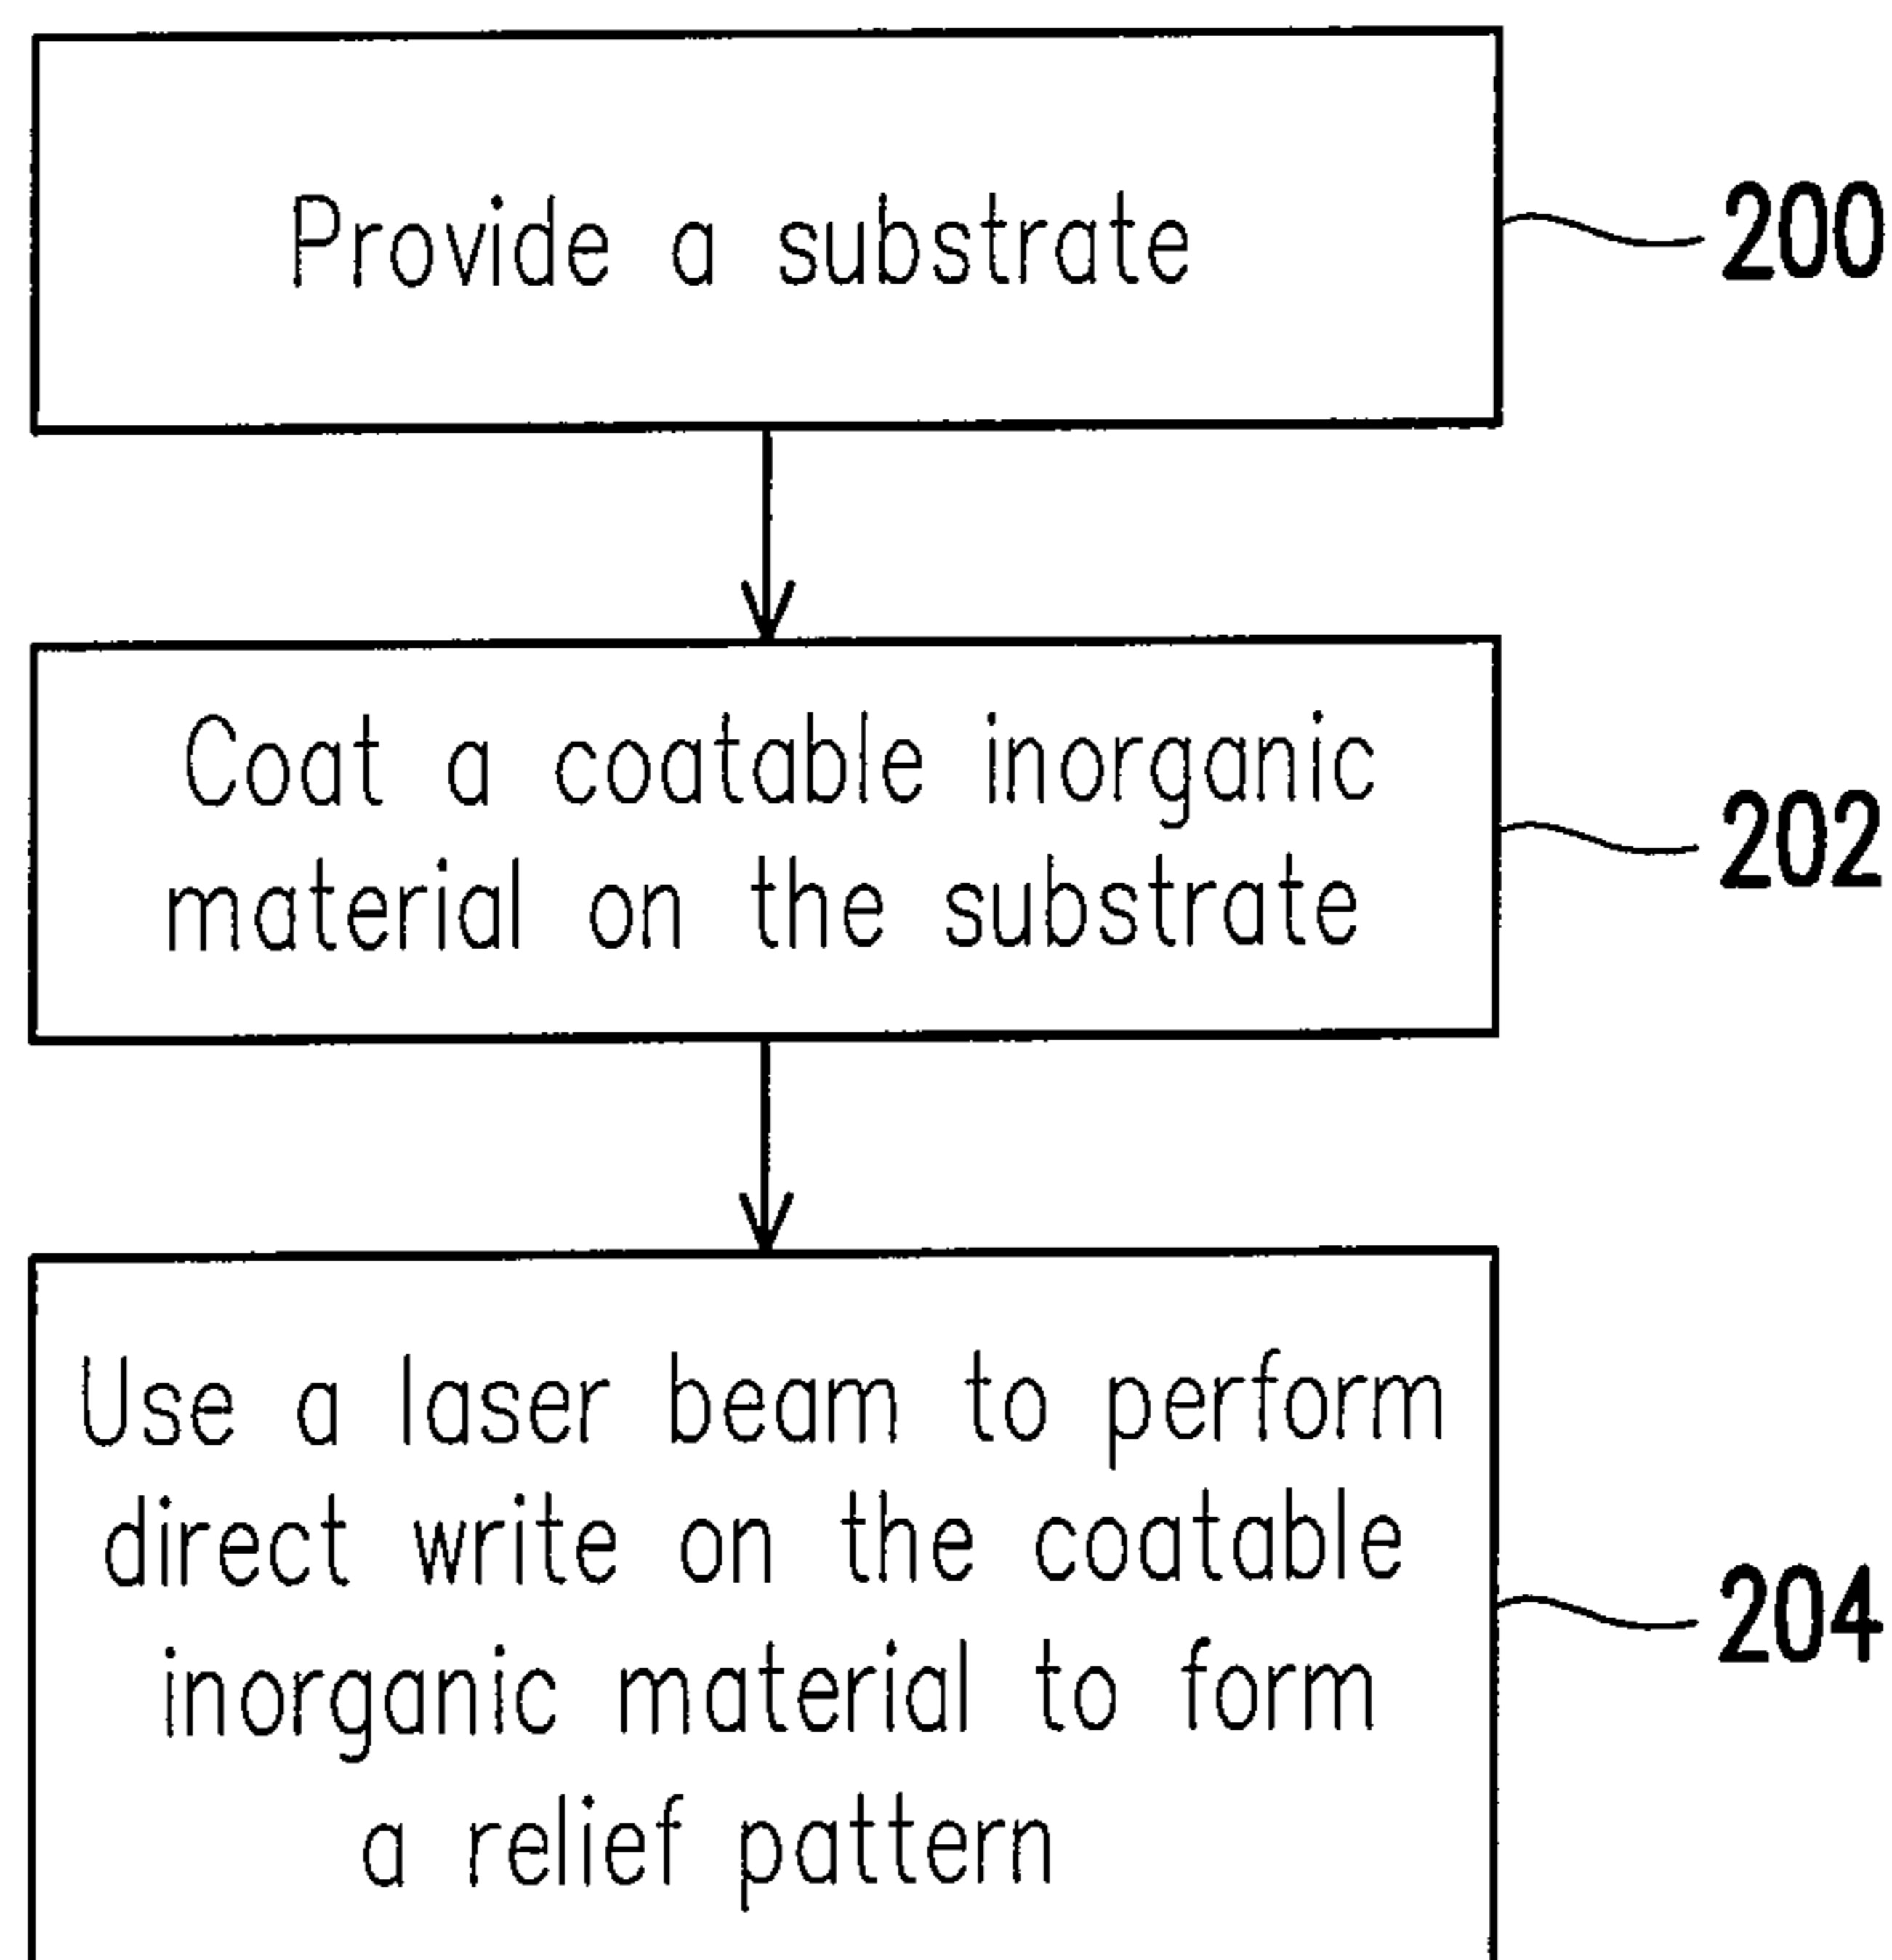 Provide a substrate
200
Coat a coatable inorganic
material on the substrate
202
Use a laser beam to perform
direct write on the coatable
inorganic material to form
a relief pattern
204